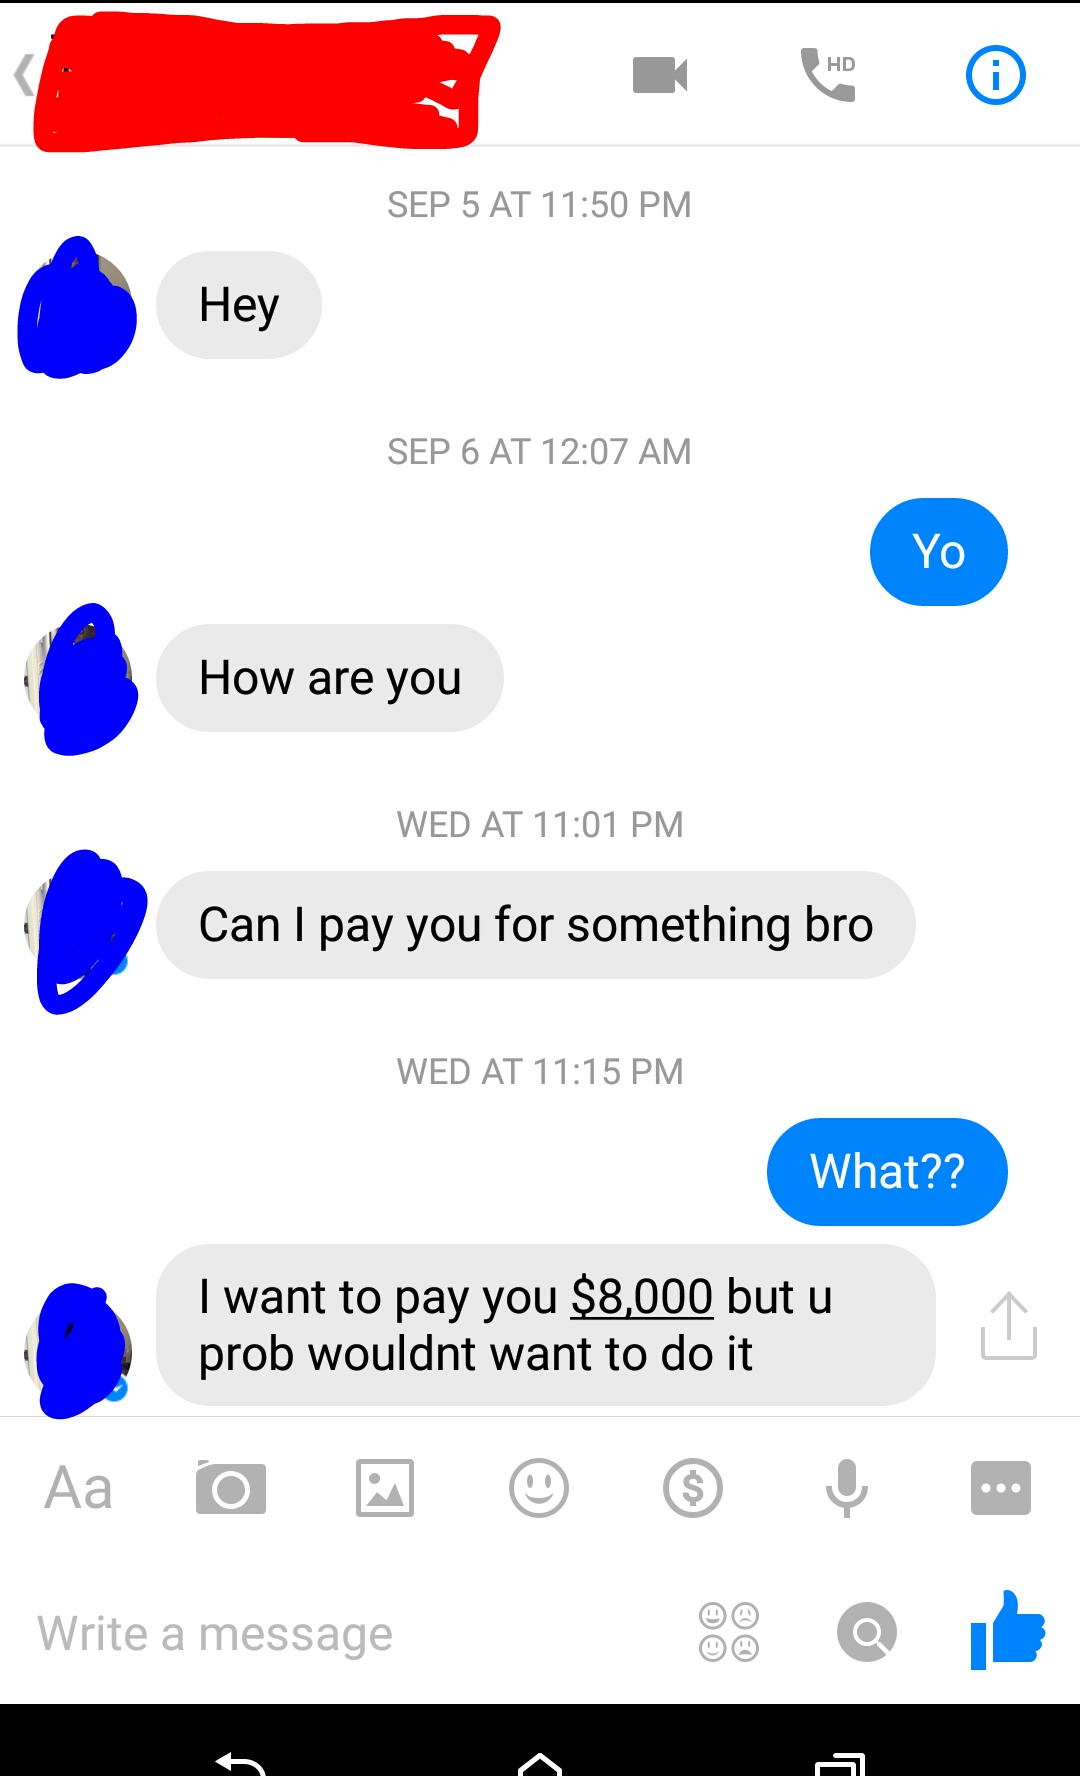 HD
SEP 5 AT 11:50 PM
Hey
SEP 6 AT 12:07 AM
Yo
How are you
WED AT 11:01 PM
Can I pay you for something bro
WED AT 11:15 PM
What??
I want to pay you $8,000 but u
prob wouldnt want to do it
Aa
Write a message